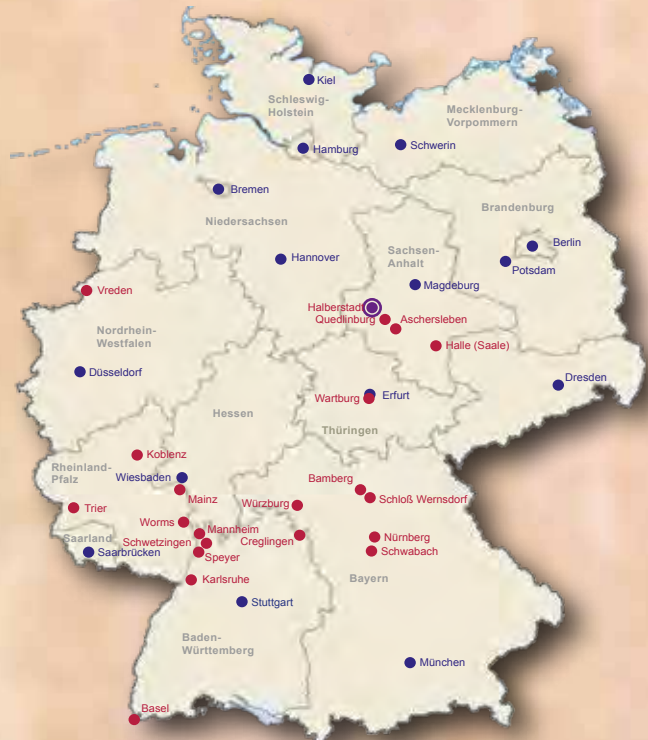 Kiel
Schleswig-
Holstein
Mecklenburg-
Vorpommern
Hamburg
Schwerin
Bremen
Brandenburg
Niedersachsen
Berlin
Sachsen-
Anhalt
Hannover
Potsdam
Magdeburg
Vreden
Halberstadt
Quedlinburg
Aschersleben
Nordrhein-
Westfalen
Halle (Saale)
Düsseldorf
Dresden
Wartburg
Erfurt
Hessen
Thüringen
Koblenz
Rheinland-
Pfalz
Wiesbaden
Bamberg
Mainz
Schloß Wernsdorf
Trier
Würzburg
Worms
Mannheim
Creglingen
Nürnberg
Saarland
Schwetzingen
Saarbrücken
Speyer
Schwabach
Karlsruhe
Bayern
Stuttgart
Baden-
Württemberg
München
Basel